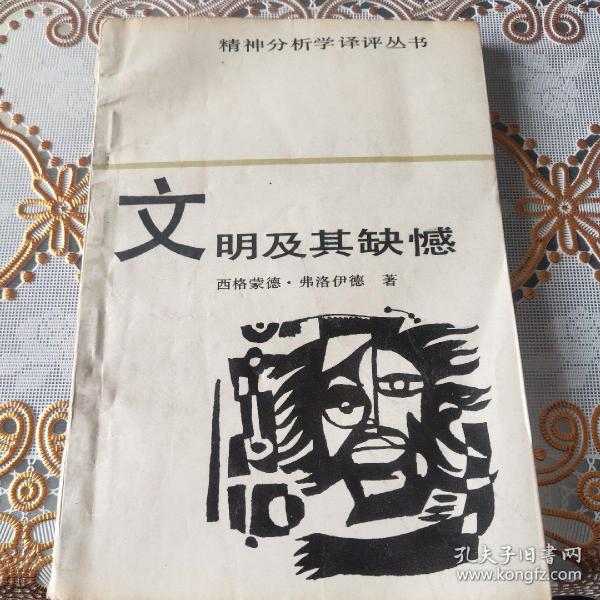 精神分析学译评丛书
文明及其缺憾
西格蒙德·弗洛伊德 著
孔夫子旧书网
www.kongfz.com